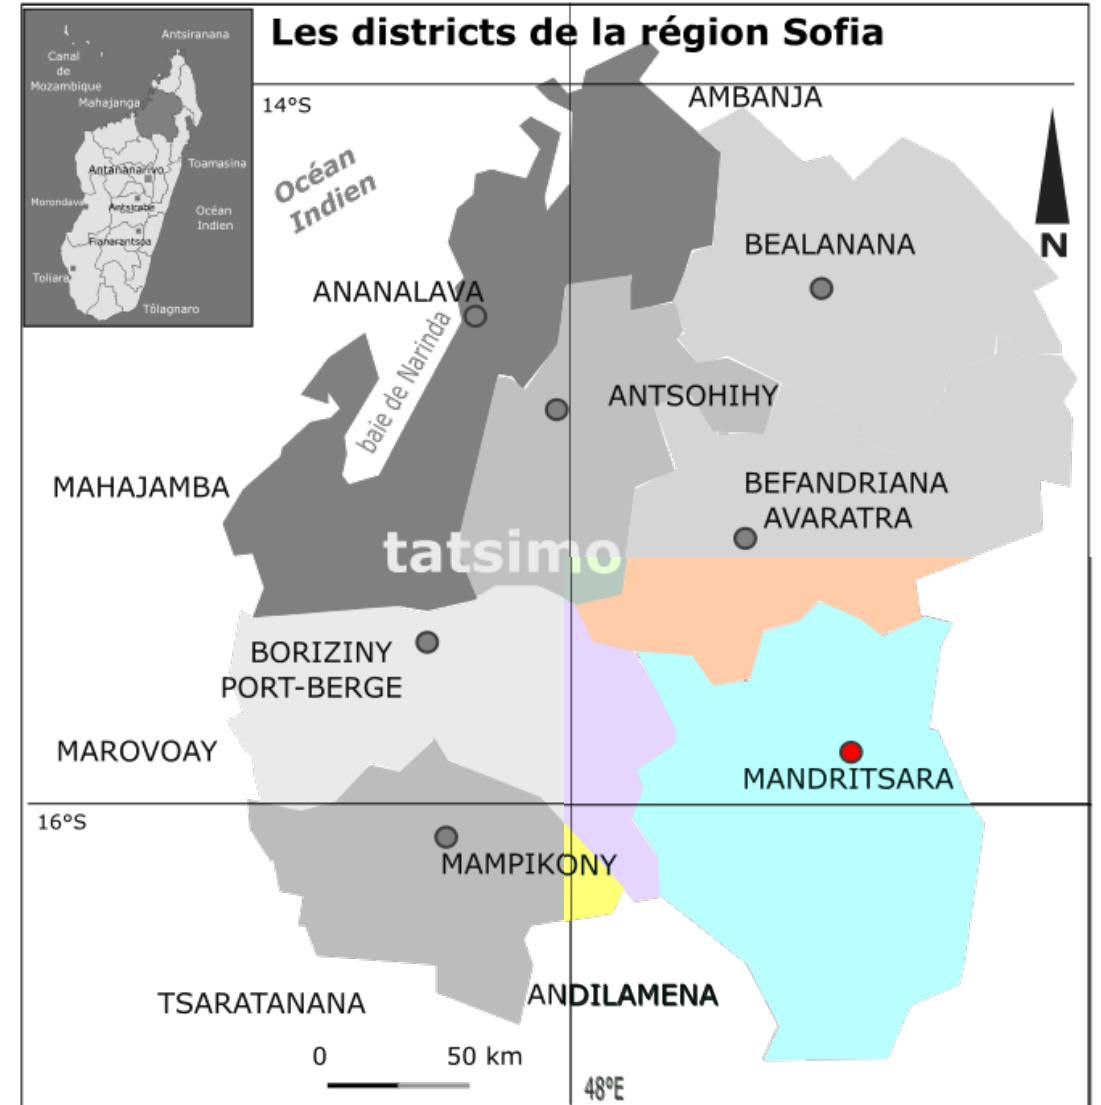 Les districts de la région Sofia
Antsiranana
Canal
de
Mozambique
Mahajanga
Toamasina
Antananarivo
Morondava
Antsirabe
Océan
Indien
Fianarantsoa
Toliara
Tôlagnaro
14°S
AMBANJA
Océan
Indien
N
BEALANANA
ANANALAVA
baie de Narinda
ANTSOHIHY
MAHAJAMBA
BEFANDRIANA
AVARATRA
tatsimo
BORIZINY
PORT-BERGE
MAROVOAY
MANDRITSARA
16°S
MAMPIKONY
TSARATANANA
ANDILAMENA
0 50 km
48°E